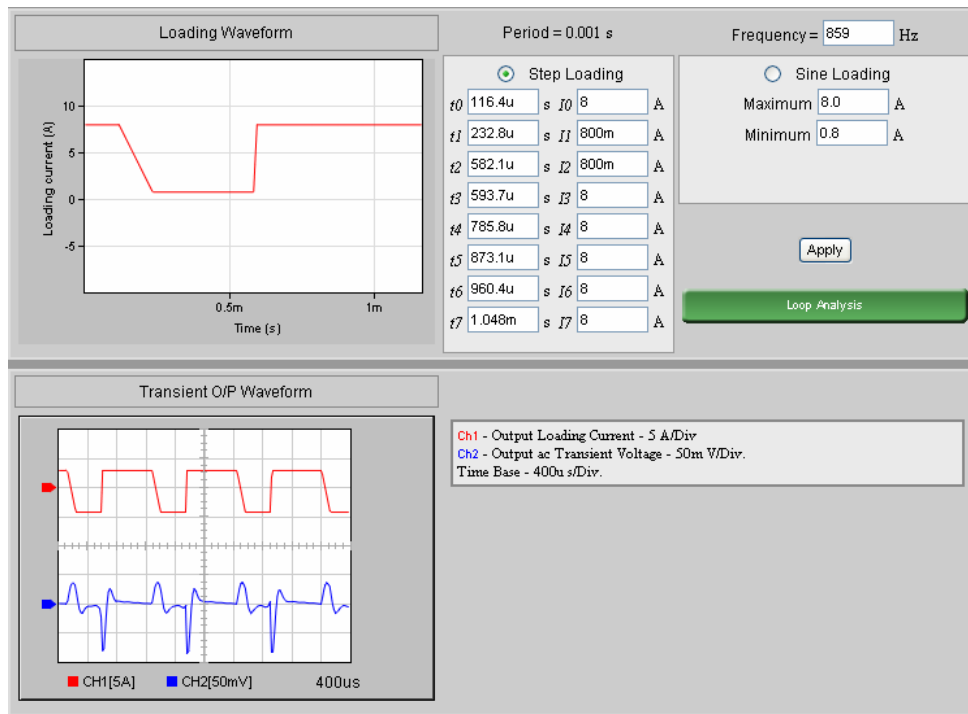 Loading Waveform
Period = 0.001 s
Frequency = 859 Hz
Loading current (A)
10
5
0
-5
0.5m
1m
Time (s)
Step Loading
t0 116.4u s I0 8 A
t1 232.8u s I1 800m A
t2 582.1u s I2 800m A
t3 593.7u s I3 8 A
t4 785.8u s I4 8 A
t5 873.1u s I5 8 A
t6 960.4u s I6 8 A
t7 1.048m s I7 8 A
Sine Loading
Maximum 8.0 A
Minimum 0.8 A
Apply
Loop Analysis
Transient O/P Waveform
CH1[5A] CH2[50mV] 400us
Ch1 - Output Loading Current - 5 A/Div
Ch2 - Output ac Transient Voltage - 50m V/Div.
Time Base - 400u s/Div.